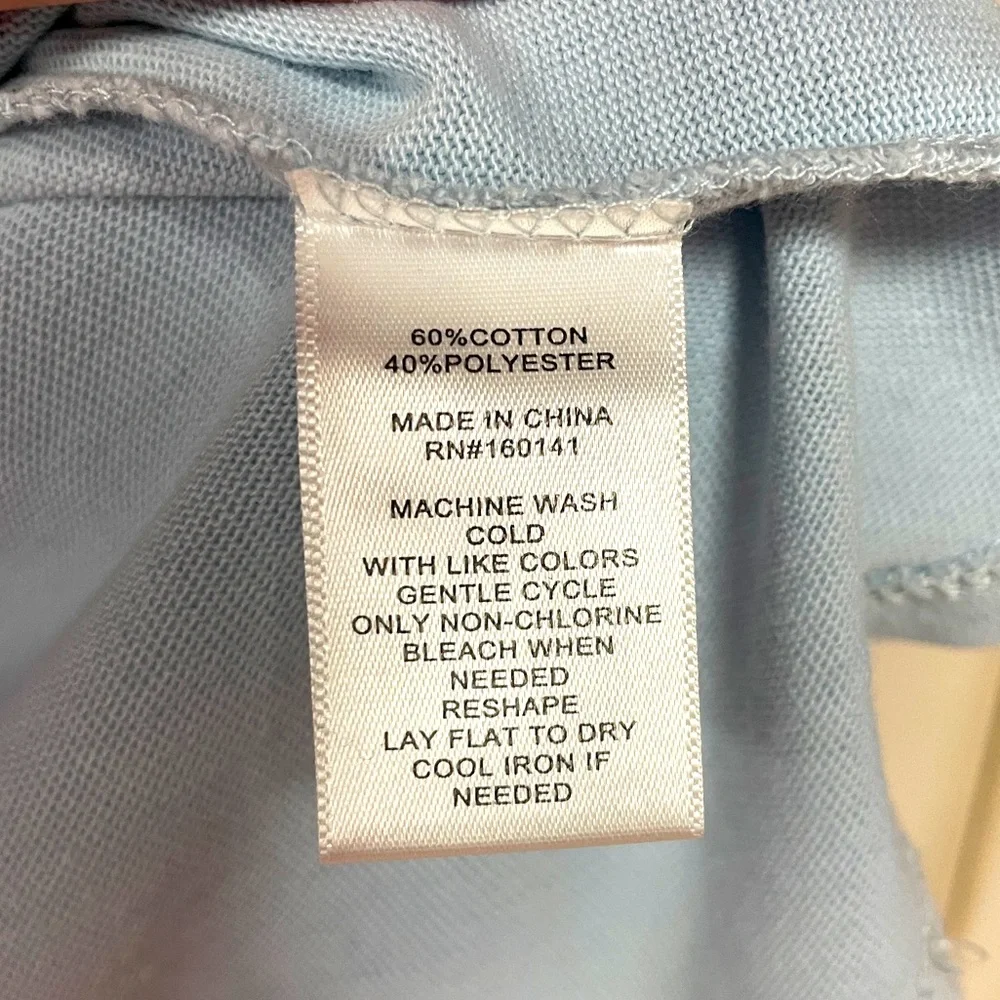 60%COTTON
40%POLYESTER
MADE IN CHINA
RN#160141
MACHINE WASH
COLD
WITH LIKE COLORS
GENTLE CYCLE
ONLY NON-CHLORINE
BLEACH WHEN
NEEDED
RESHAPE
LAY FLAT TO DRY
COOL IRON IF
NEEDED